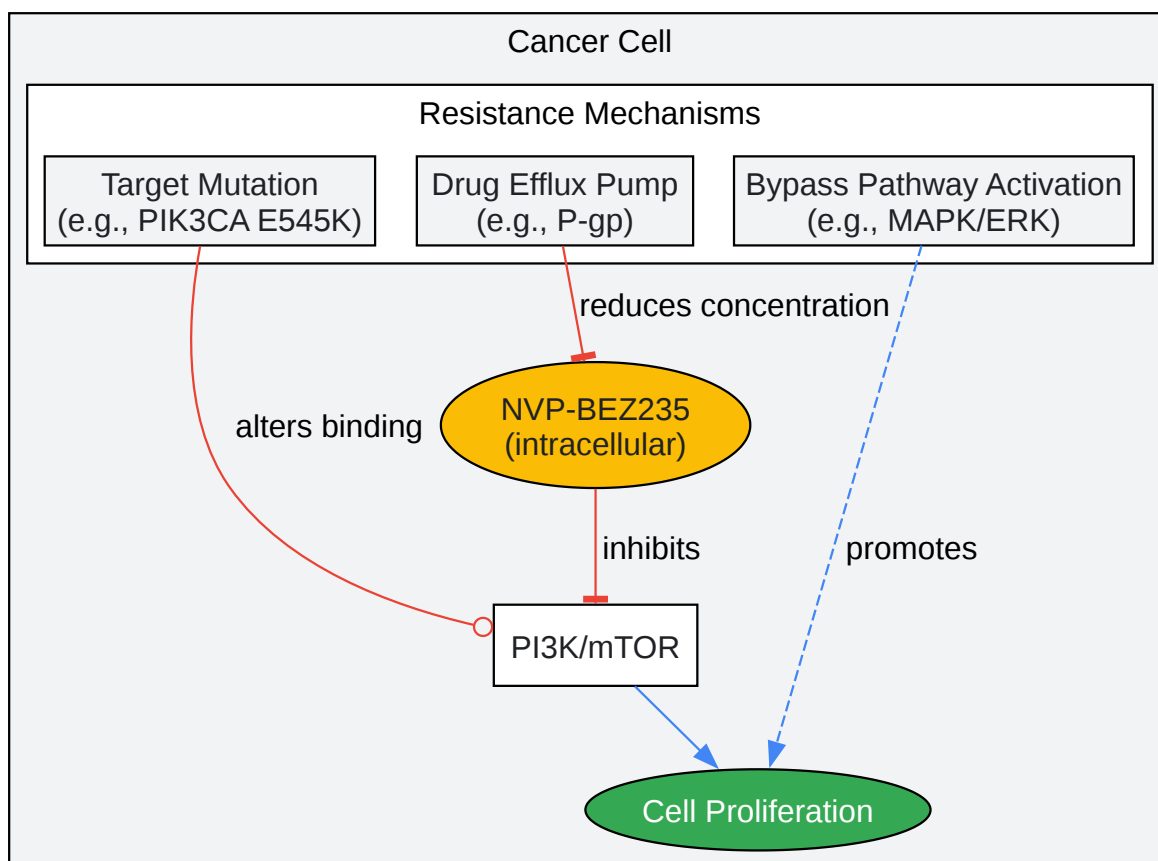 Cancer Cell
Resistance Mechanisms
Target Mutation
(e.g., PIK3CA E545K)
Drug Efflux Pump
(e.g., P-gp)
Bypass Pathway Activation
(e.g., MAPK/ERK)
reduces concentration
alters binding
NVP-BEZ235
(intracellular)
inhibits
promotes
PI3K/mTOR
Cell Proliferation